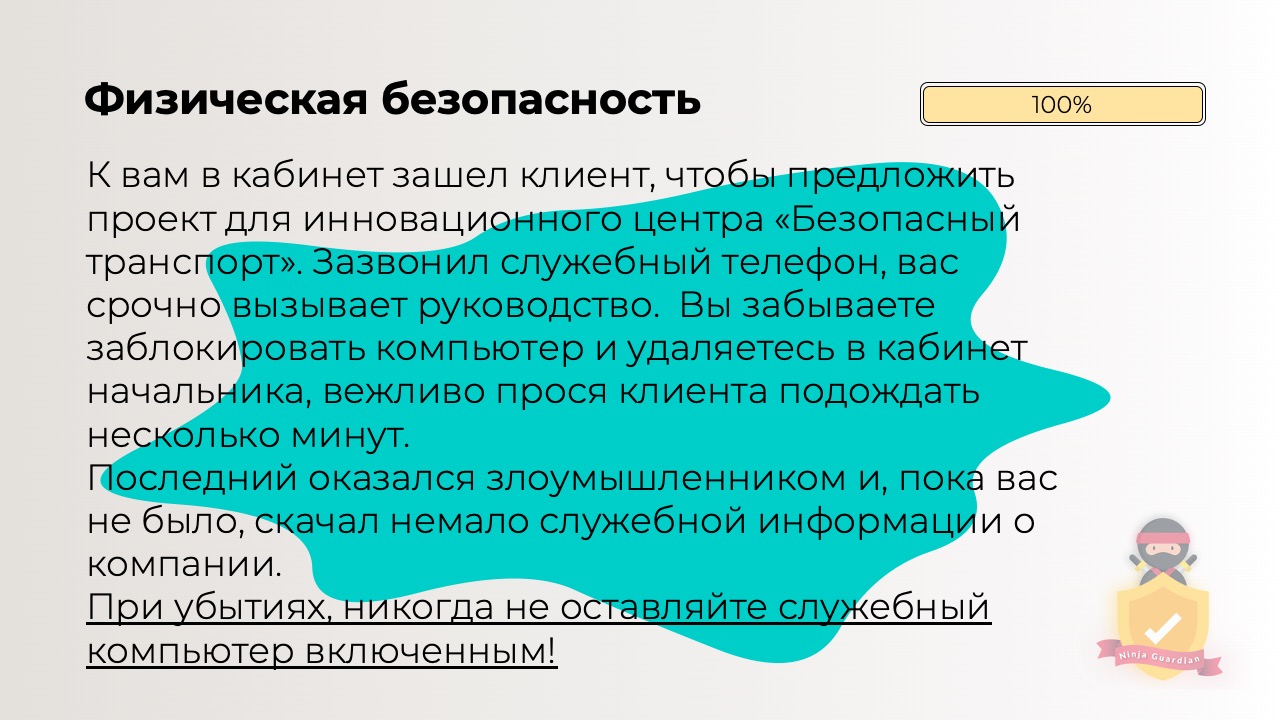 Физическая безопасность
100%
К вам в кабинет зашел клиент, чтобы предложить
проект для инновационного центра «Безопасный
транспорт». Зазвонил служебный телефон, вас
срочно вызывает руководство.  Вы забываете
заблокировать компьютер и удаляетесь в кабинет
начальника, вежливо прося клиента подождать
несколько минут.
Последний оказался злоумышленником и, пока вас
не было, скачал немало служебной информации о
компании.
При убытиях, никогда не оставляйте служебный
компьютер включенным!
Ninja Guardian